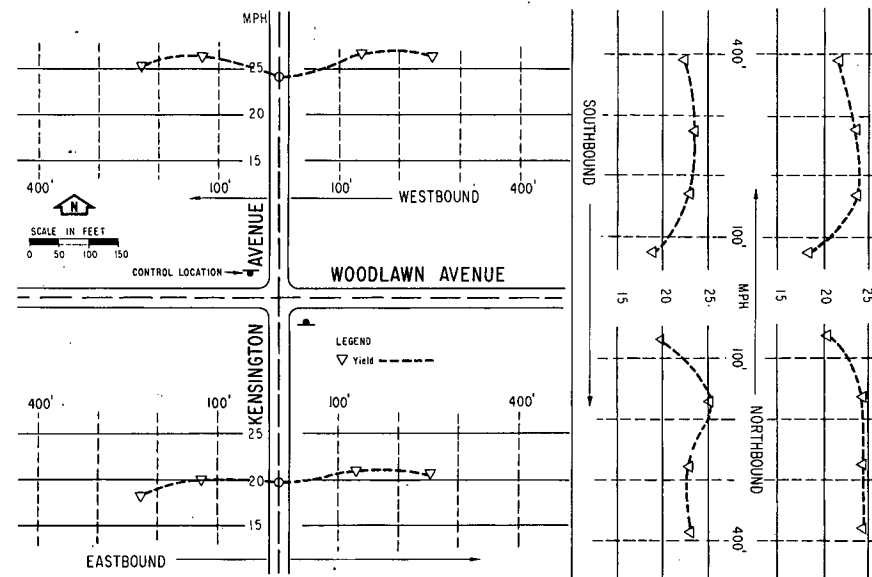 MPH
25
20
15
400'
100'
100'
400'
WESTBOUND
N
SCALE IN FEET
0 50 100 150
AVENUE
CONTROL LOCATION
WOODLAWN AVENUE
KENSINGTON
LEGEND
Yield
400'
100'
100'
400'
25
20
15
EASTBOUND
SOUTHBOUND
400'
100'
15 20 25 MPH 15 20 25
100'
400'
NORTHBOUND